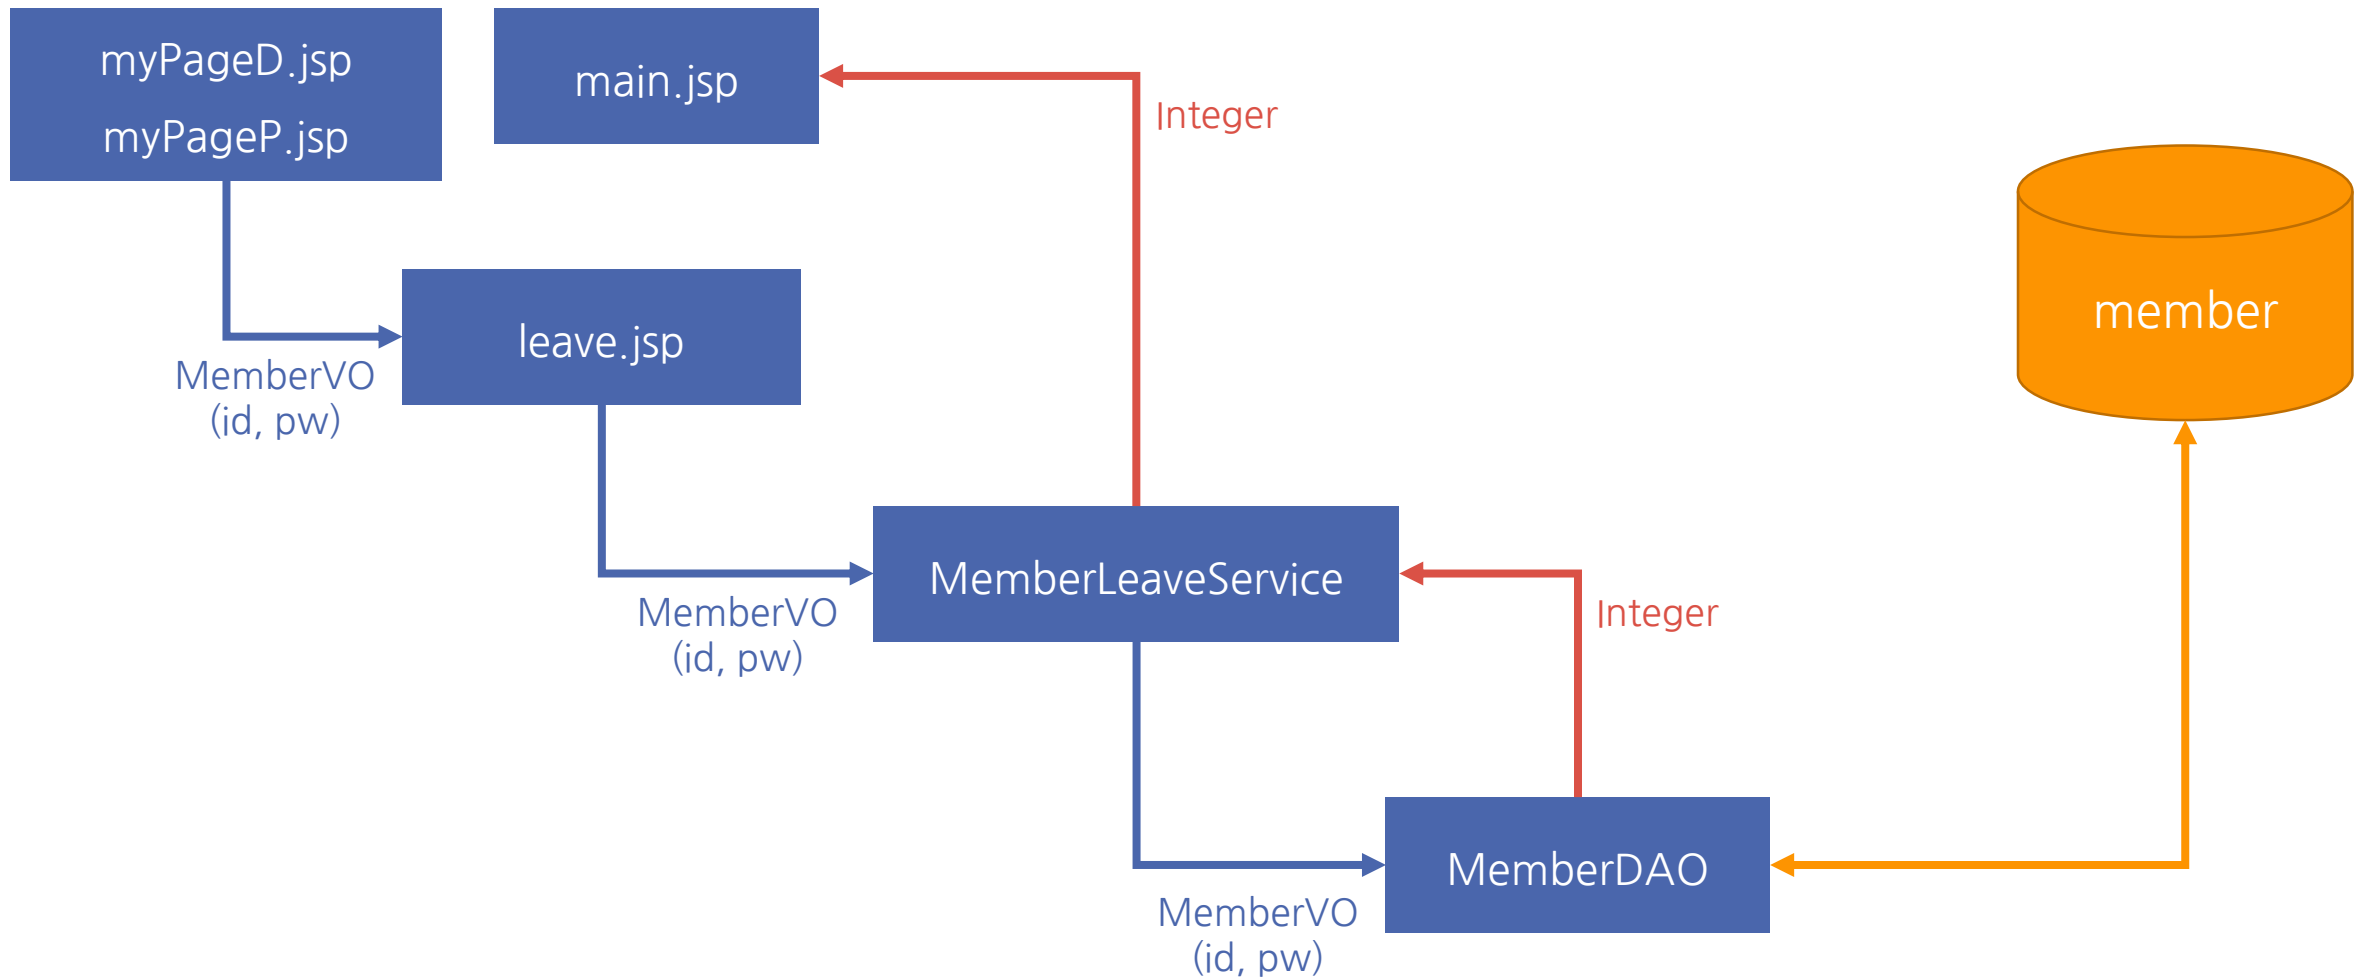 myPageD.jsp
myPageP.jsp
main.jsp
Integer
member
leave.jsp
MemberVO
(id, pw)
MemberLeaveService
MemberVO
(id, pw)
Integer
MemberDAO
MemberVO
(id, pw)